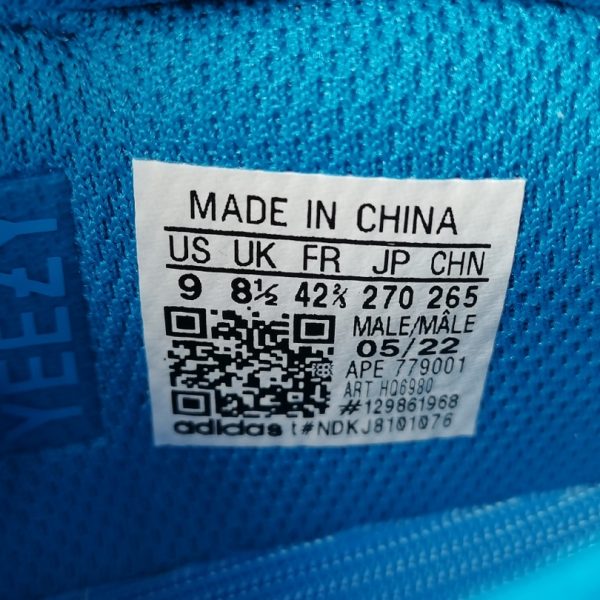 MADE IN CHINA
US UK FR JP CHN
9 8½ 42⅔ 270 265
MALE/MÂLE
05/22
APE 779001
ART HQ6980
#129861968
adidas t#NDKJ8101076
YEEZY